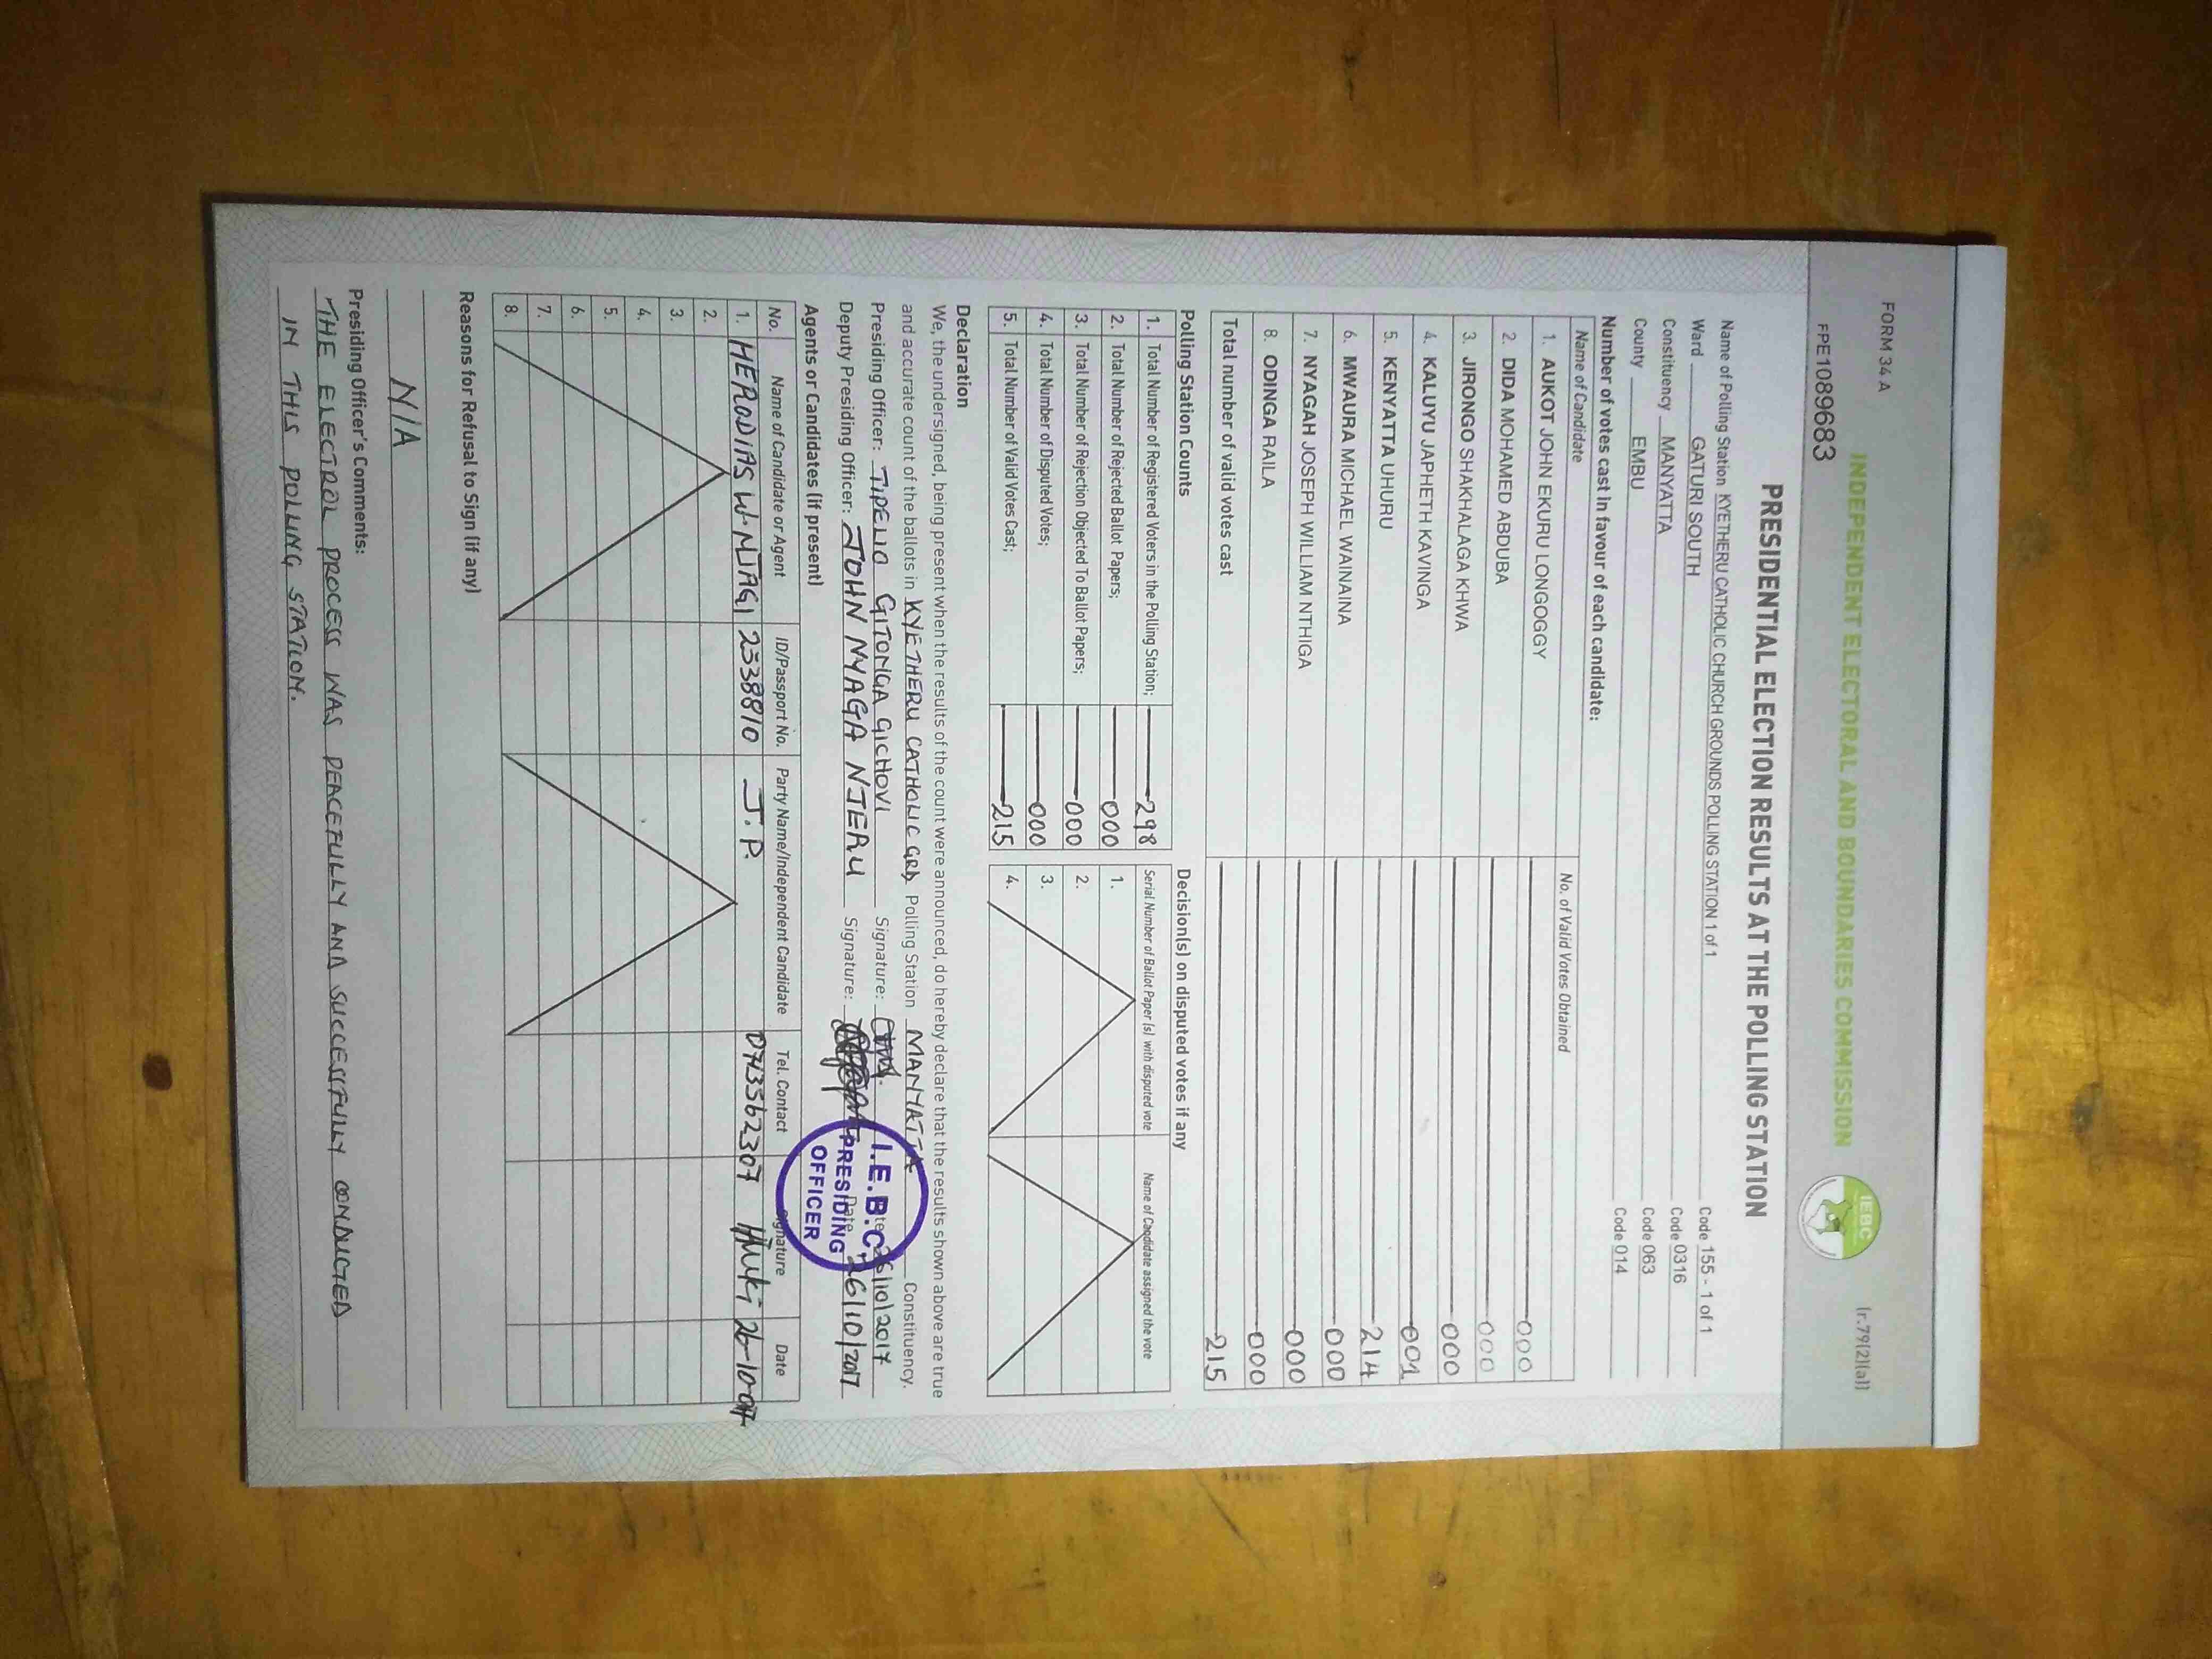 FORM 34 A
(r.79(2)(a))
FPE1089683
INDEPENDENT ELECTORAL AND BOUNDARIES COMMISSION
IEBC
PRESIDENTIAL ELECTION RESULTS AT THE POLLING STATION
Name of Polling Station KYETHERU CATHOLIC CHURCH GROUNDS POLLING STATION 1 of 1
Ward GATURI SOUTH Code 155 - 1 of 1
Constituency MANYATTA Code 0316
County EMBU Code 063
Code 014
Number of votes cast in favour of each candidate:
Name of Candidate No. of Valid Votes Obtained
1. AUKOT JOHN EKURU LONGOGGY 000
2. DIDA MOHAMED ABDUBA 000
3. JIRONGO SHAKHALAGA KHWA 000
4. KALUYU JAPHETH KAVINGA 001
5. KENYATTA UHURU 214
6. MWAURA MICHAEL WAINAINA 000
7. NYAGAH JOSEPH WILLIAM NTHIGA 000
8. ODINGA RAILA 000
Total number of valid votes cast 215
Polling Station Counts
1. Total Number of Registered Voters in the Polling Station; 298
2. Total Number of Rejected Ballot Papers; 000
3. Total Number of Rejection Objected To Ballot Papers; 000
4. Total Number of Disputed Votes; 000
5. Total Number of Valid Votes Cast; 215
Decision(s) on disputed votes if any
Serial Number of Ballot Paper (s) with disputed vote Name of Candidate assigned the vote
1.
2.
3.
4.
Declaration
We, the undersigned, being present when the results of the count were announced, do hereby declare that the results shown above are true
and accurate count of the ballots in KYETHERU CATHOLIC GRD Polling Station MANYATTA Constituency.
Presiding Officer: TIPELIO GITONGA GICHOVI Signature: 26/10/2017
Deputy Presiding Officer: JOHN NYAGA NJERU Signature: Date 26/10/2017
I.E.B.C
PRESIDING
OFFICER
Agents or Candidates (if present)
No. Name of Candidate or Agent ID/Passport No. Party Name/Independent Candidate Tel. Contact Signature Date
1. HERODIAS W. NJAGI 2338810 J.P. 0713562307
2.
3.
4.
5.
6.
7.
8.
Reasons for Refusal to Sign (if any)
N/A
Presiding Officer's Comments:
THE ELECTROL PROCESS WAS PEACEFULLY AND SUCCESSFULLY CONDUCTED
IN THIS POLLING STATION.